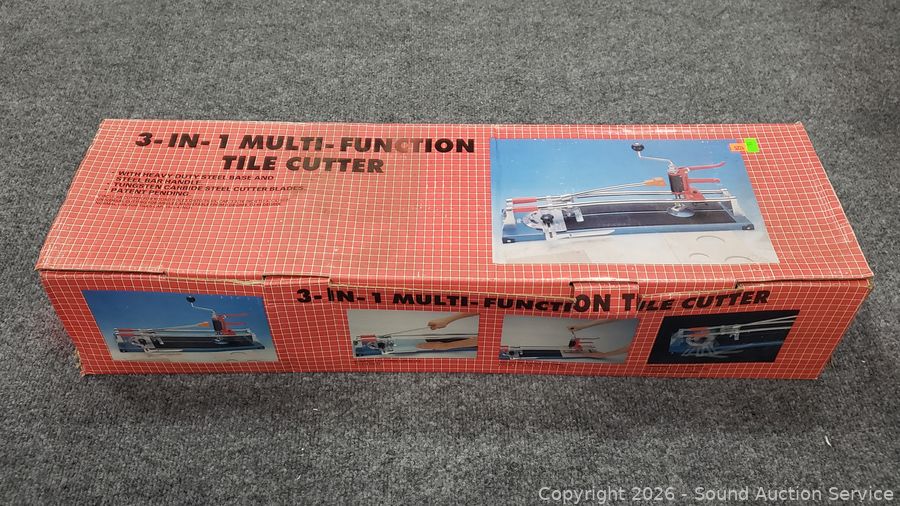 3-IN-1 MULTI-FUNCTION
TILE CUTTER
WITH HEAVY DUTY STEEL BASE AND
STEEL BAR HANDLE
TUNGSTEN CARBIDE STEEL CUTTER BLADES
PATENT PENDING
3-IN-1 MULTI-FUNCTION TILE CUTTER
Copyright 2026 - Sound Auction Service